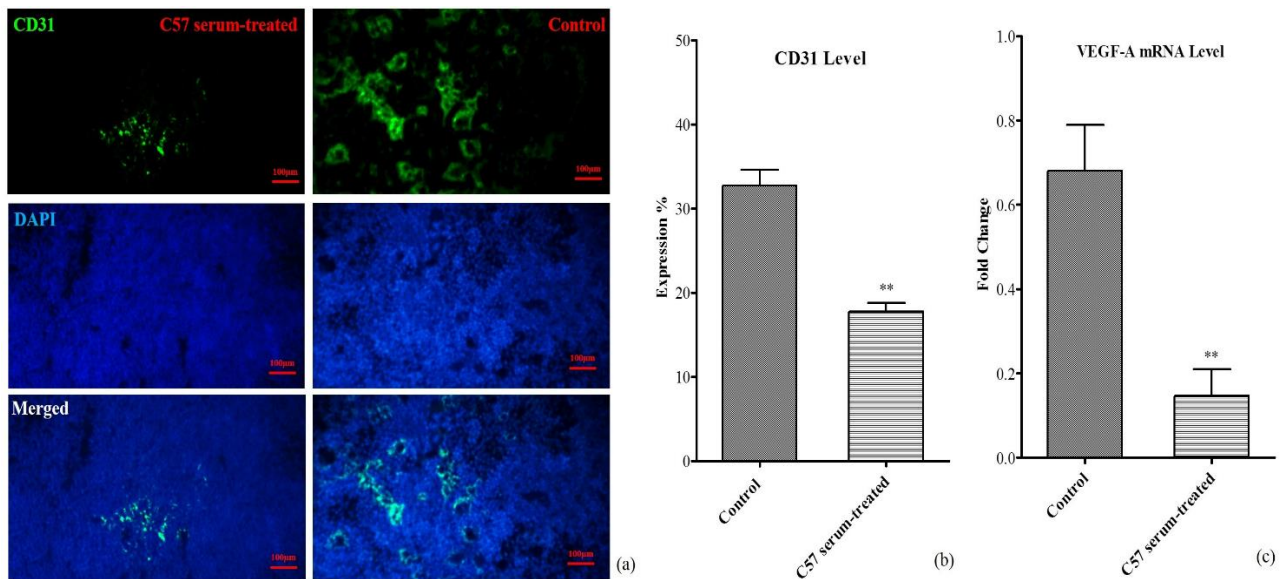 CD31 C57 serum-treated
Control
100μm
100μm
DAPI
100μm
100μm
Merged
100μm
100μm
(a)
CD31 Level
Expression %
50
40
30
20
10
0
**
Control
C57 serum-treated
(b)
VEGF-A mRNA Level
Fold Change
1.0
0.8
0.6
0.4
0.2
0.0
**
Control
C57 serum-treated
(c)